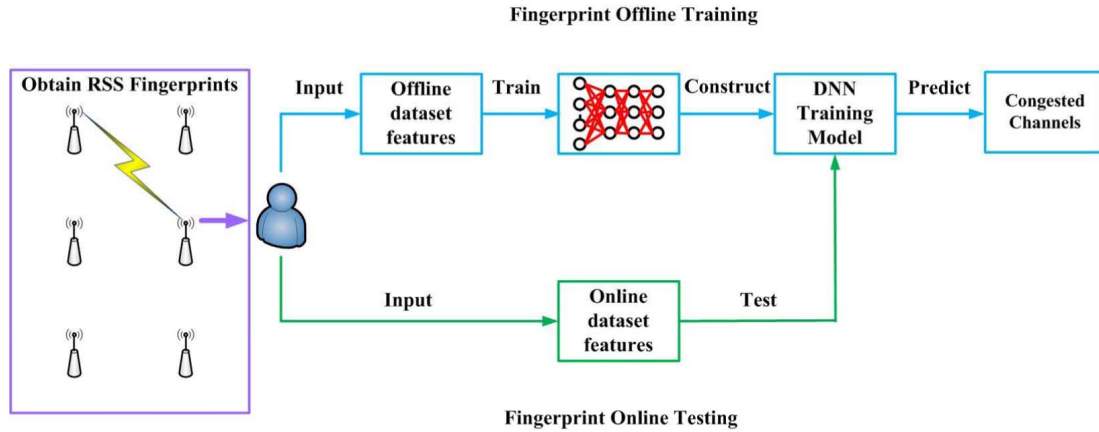 Fingerprint Offline Training
Obtain RSS Fingerprints
Input
Offline
dataset
features
Train
Construct
DNN
Training
Model
Predict
Congested
Channels
Input
Online
dataset
features
Test
Fingerprint Online Testing